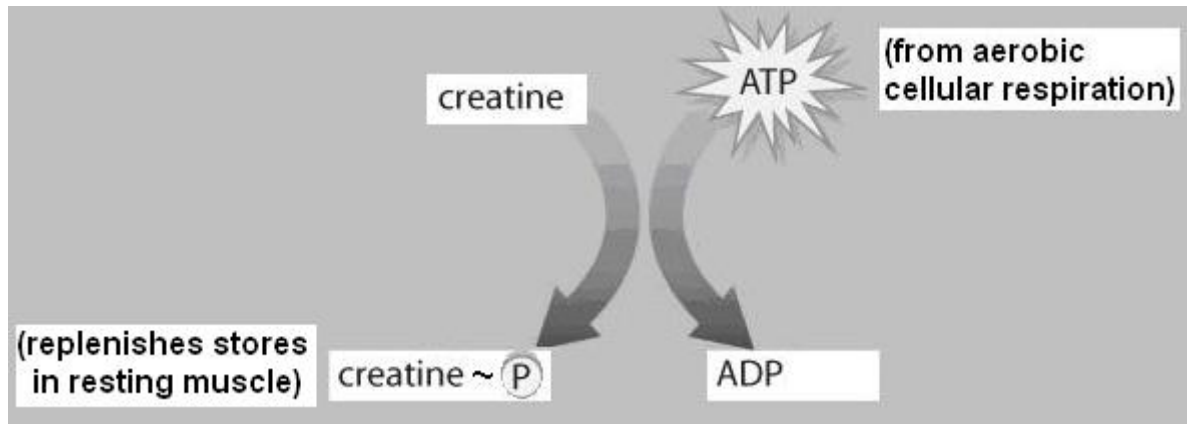 creatine
ATP
(from aerobic
cellular respiration)
(replenishes stores
in resting muscle)
creatine ~ P
ADP